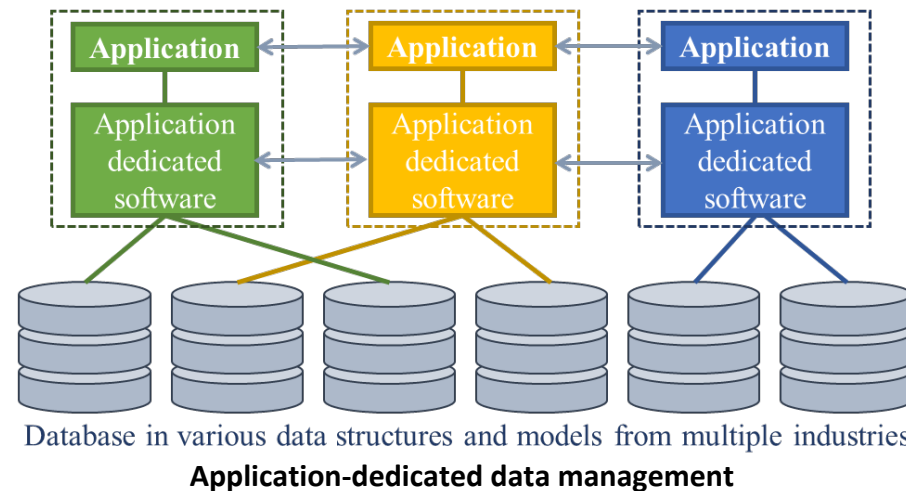 Application
Application
Application
Application
dedicated
software
Application
dedicated
software
Application
dedicated
software
Database in various data structures and models from multiple industries
Application-dedicated data management